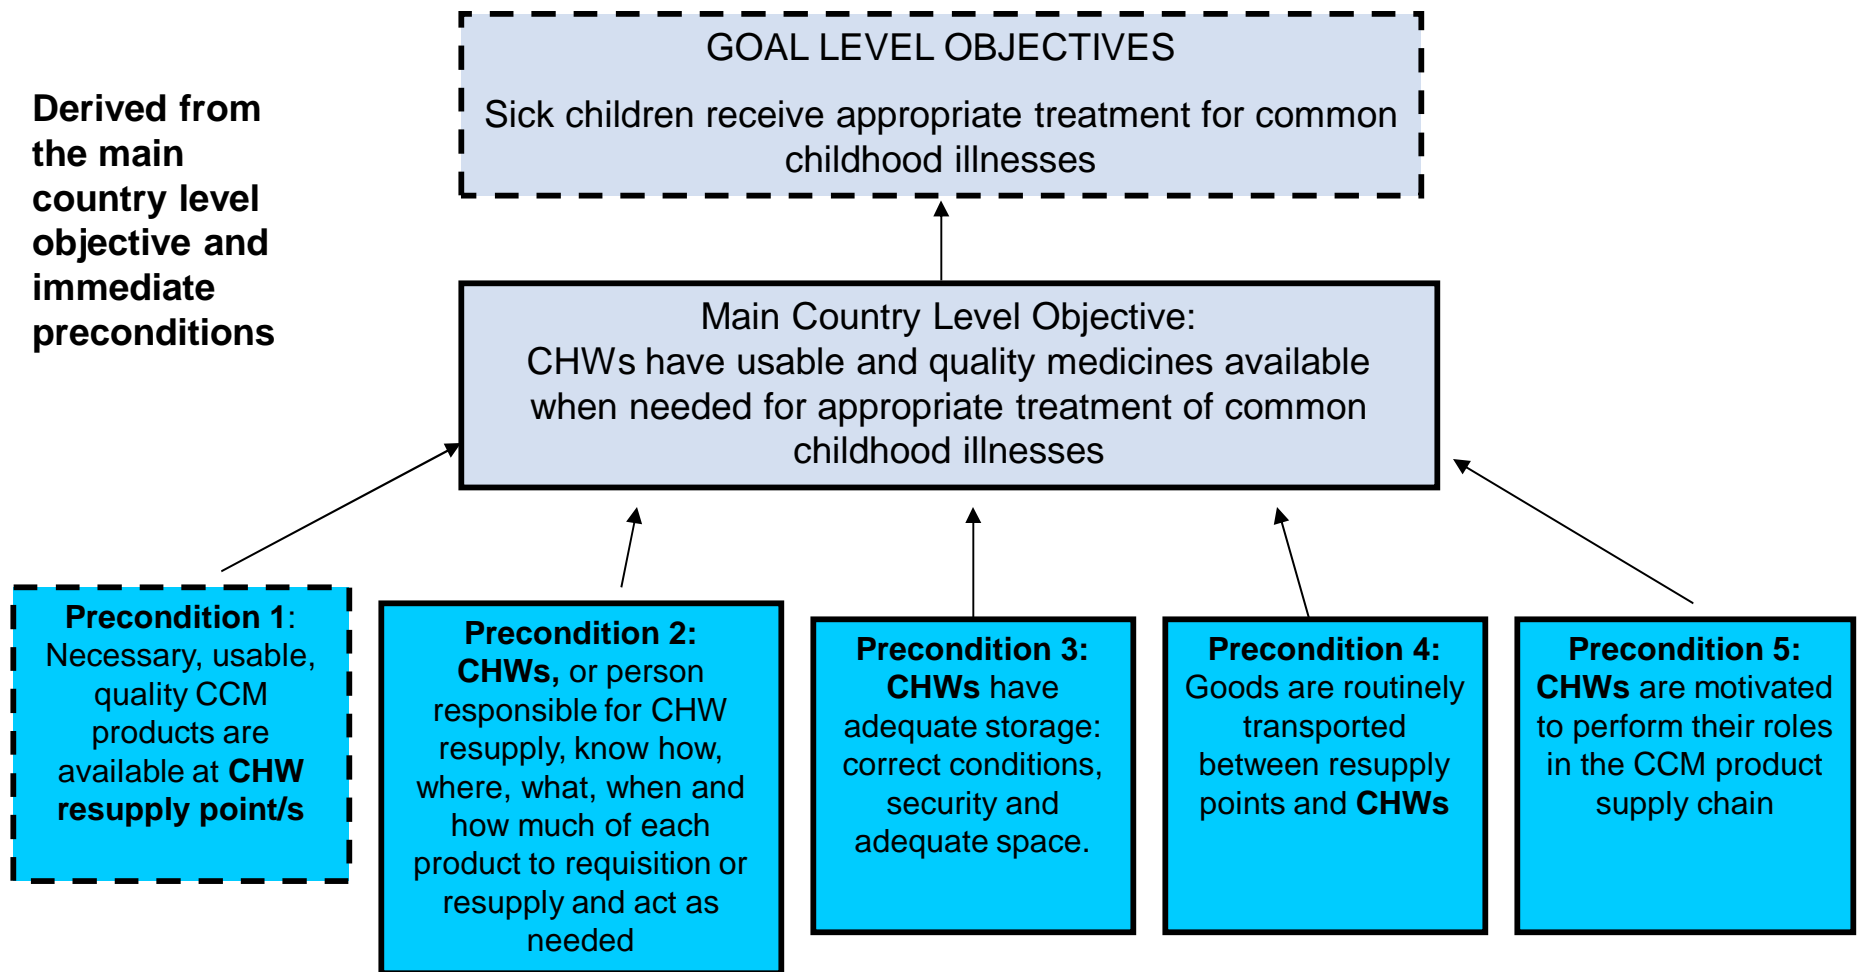 GOAL LEVEL OBJECTIVES
Sick children receive appropriate treatment for common
childhood illnesses
Derived from
the main
country level
objective and
immediate
preconditions
Main Country Level Objective:
CHWs have usable and quality medicines available
when needed for appropriate treatment of common
childhood illnesses
Precondition 1:
Necessary, usable,
quality CCM
products are
available at CHW
resupply point/s
Precondition 2:
CHWs, or person
responsible for CHW
resupply, know how,
where, what, when and
how much of each
product to requisition or
resupply and act as
needed
Precondition 3:
CHWs have
adequate storage:
correct conditions,
security and
adequate space.
Precondition 4:
Goods are routinely
transported
between resupply
points and CHWs
Precondition 5:
CHWs are motivated
to perform their roles
in the CCM product
supply chain